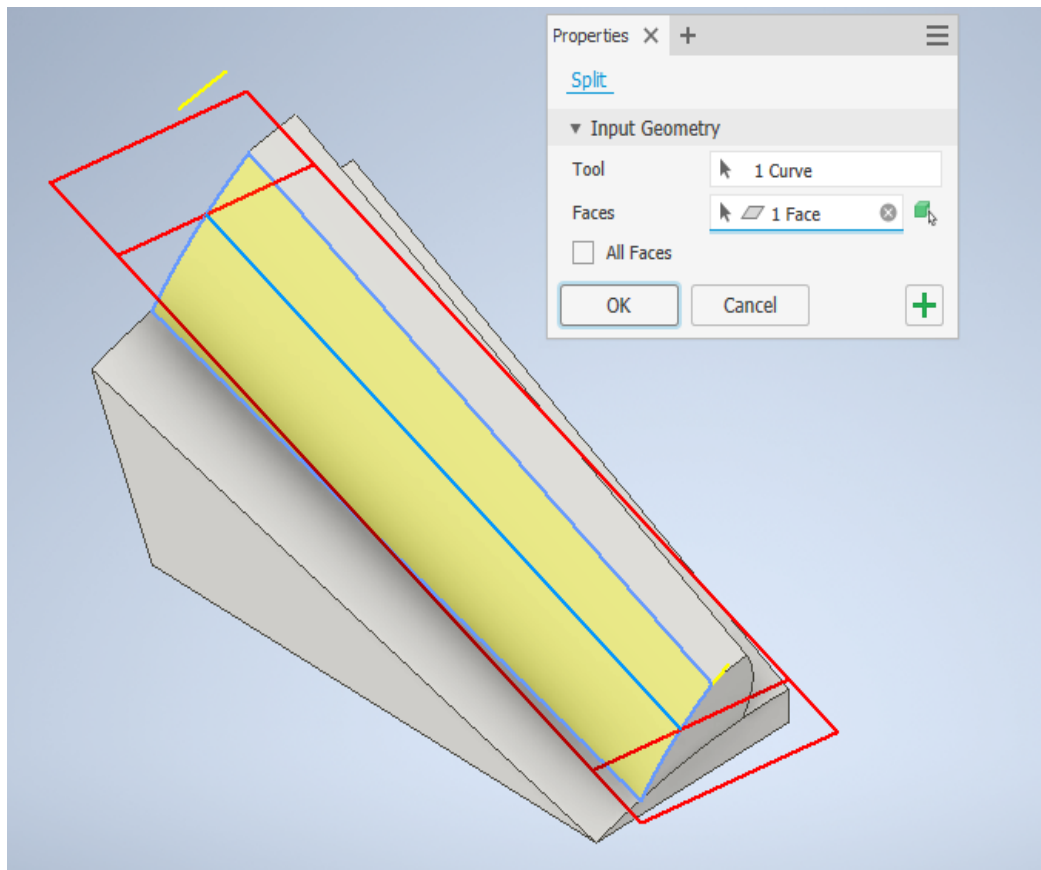 Properties
Split
Input Geometry
Tool 1 Curve
Faces 1 Face
All Faces
OK Cancel